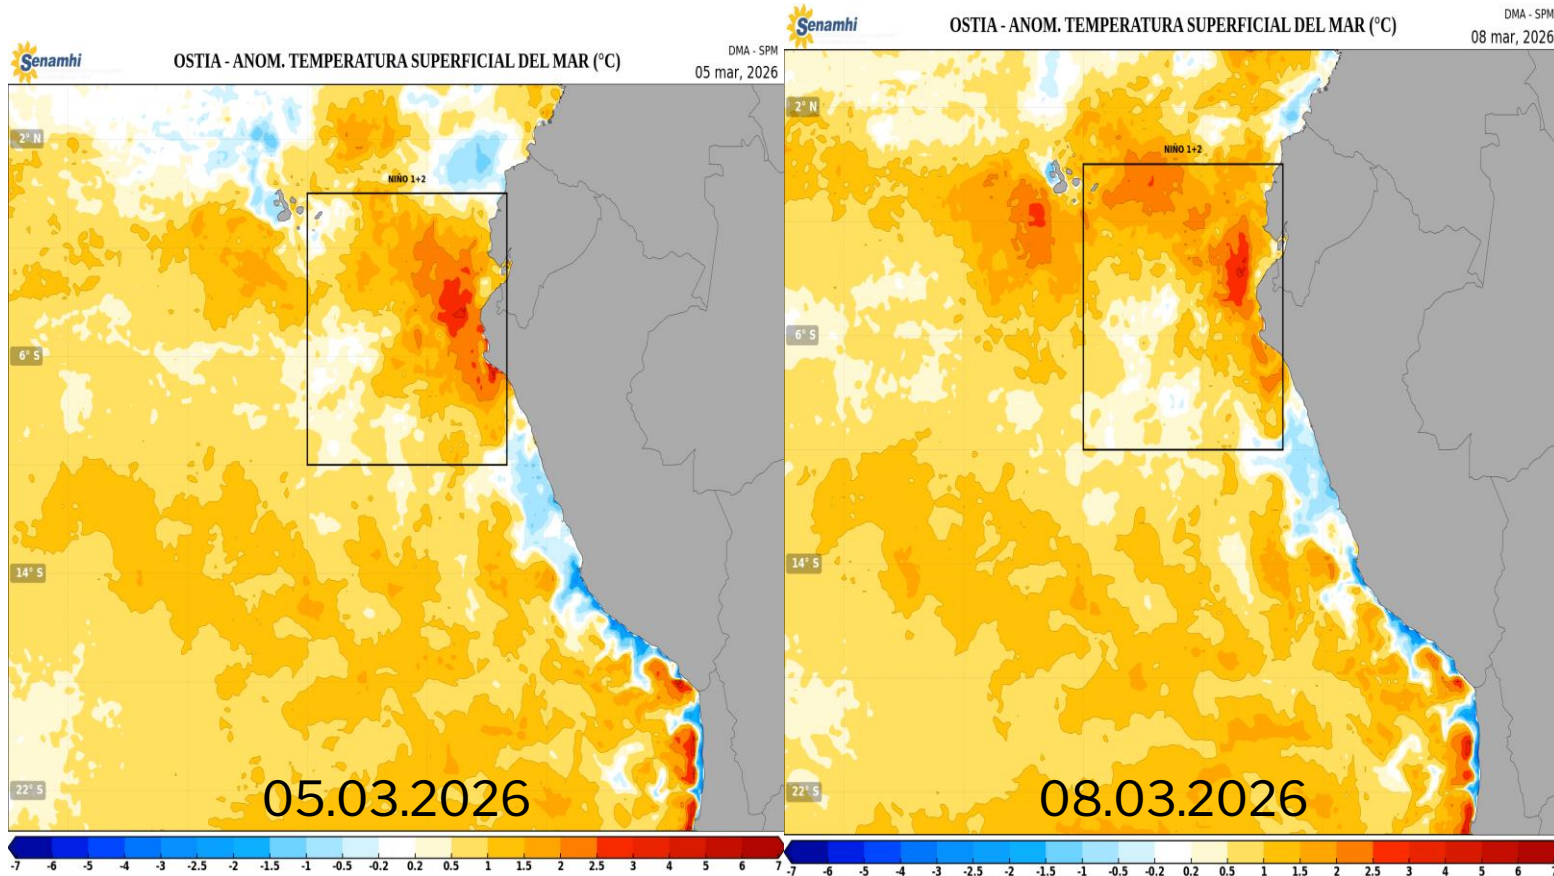 Senamhi
OSTIA - ANOM. TEMPERATURA SUPERFICIAL DEL MAR (°C)
DMA - SPM
05 mar, 2026
2° N
NIÑO 1+2
6° S
14° S
22° S
05.03.2026
-7 -6 -5 -4 -3 -2.5 -2 -1.5 -1 -0.5 -0.2 0.2 0.5 1 1.5 2 2.5 3 4 5 6 7
Senamhi
OSTIA - ANOM. TEMPERATURA SUPERFICIAL DEL MAR (°C)
DMA - SPM
08 mar, 2026
2° N
NIÑO 1+2
6° S
14° S
22° S
08.03.2026
-7 -6 -5 -4 -3 -2.5 -2 -1.5 -1 -0.5 -0.2 0.2 0.5 1 1.5 2 2.5 3 4 5 6